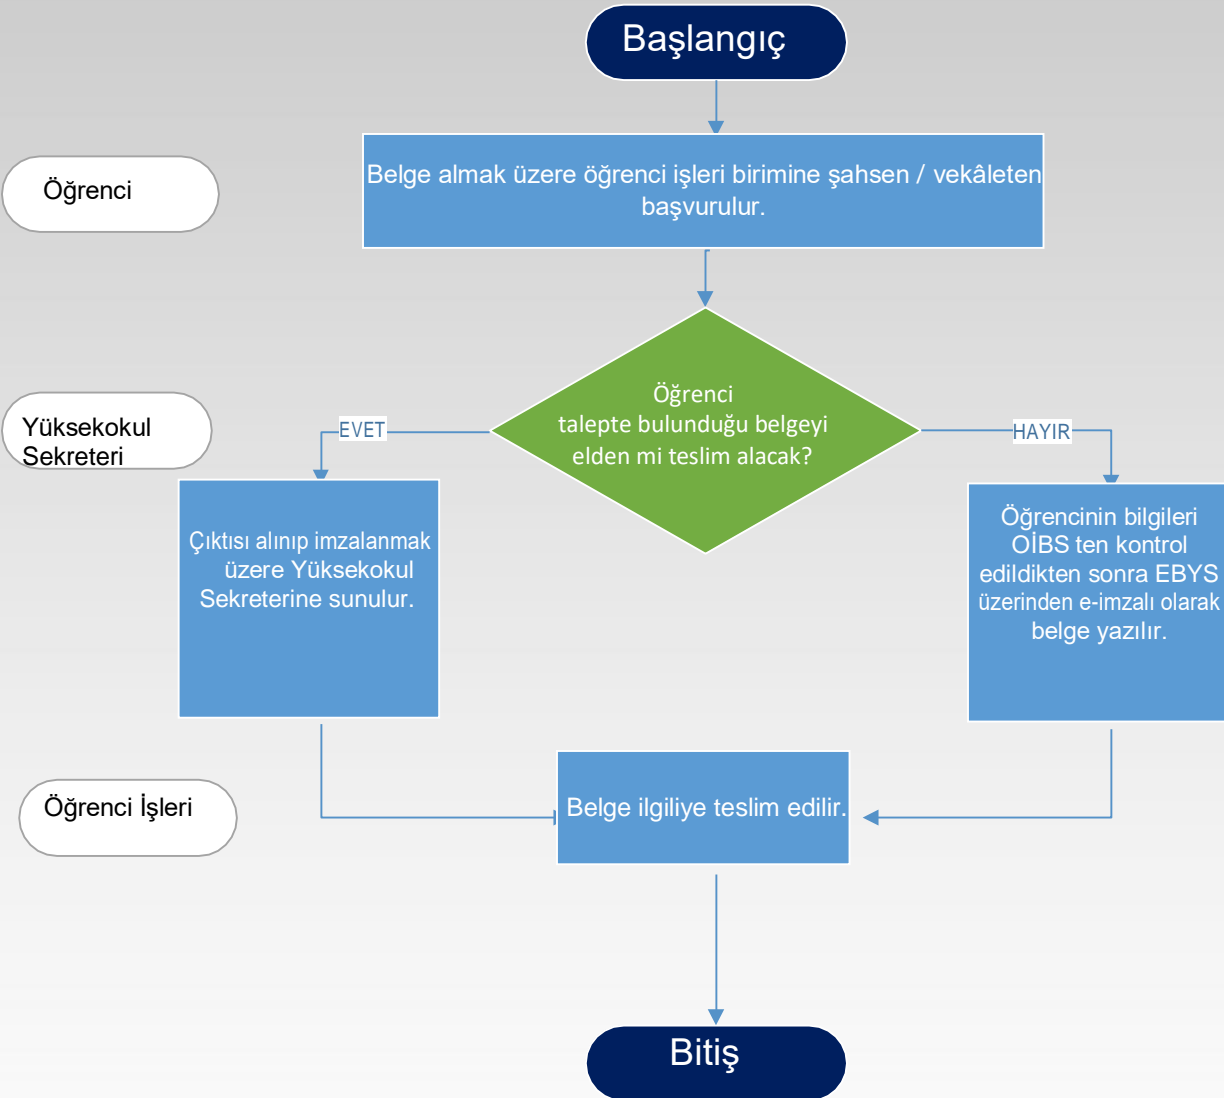 Başlangıç
Öğrenci
Belge almak üzere öğrenci işleri birimine şahsen / vekâleten
başvurulur.
Yüksekokul
Sekreteri
Öğrenci
talepte bulunduğu belgeyi
elden mi teslim alacak?
EVET
HAYIR
Çıktısı alınıp imzalanmak
üzere Yüksekokul
Sekreterine sunulur.
Öğrencinin bilgileri
OİBS ten kontrol
edildikten sonra EBYS
üzerinden e-imzalı olarak
belge yazılır.
Öğrenci İşleri
Belge ilgiliye teslim edilir.
Bitiş